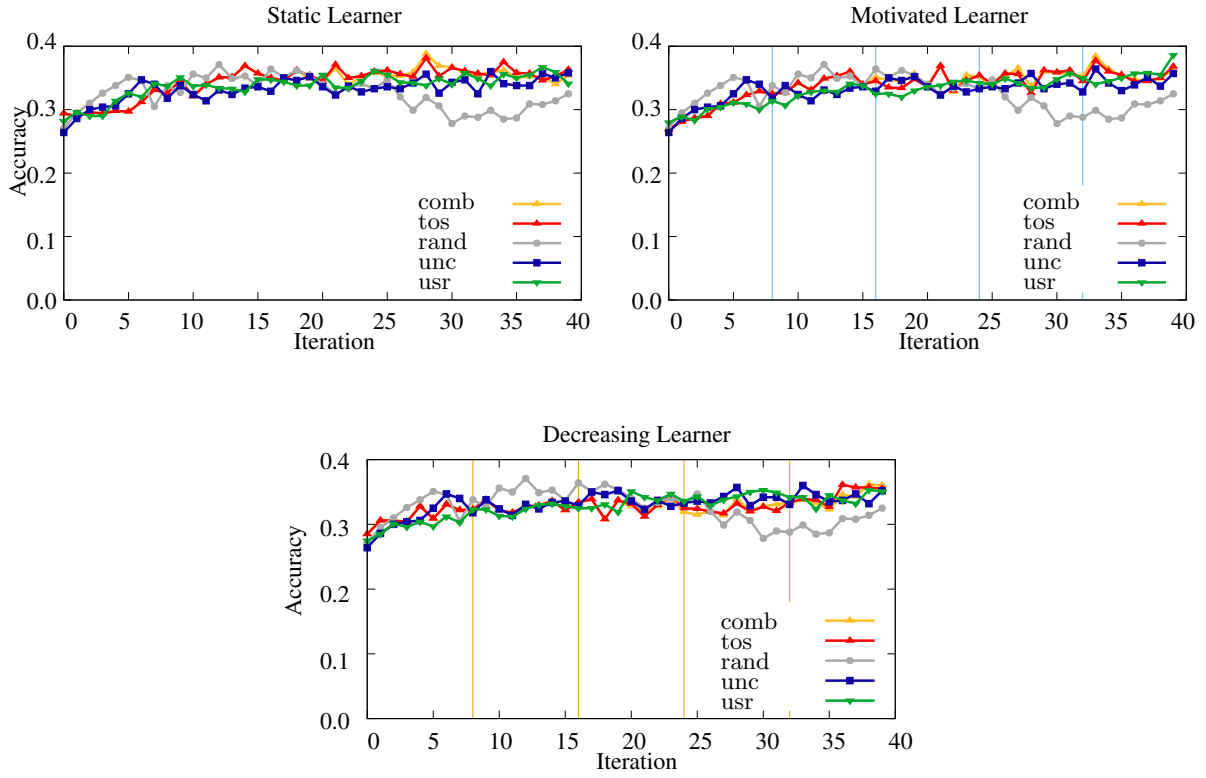 Static Learner
Accuracy
0.4
0.3
0.2
0.1
0.0
comb
tos
rand
unc
usr
0 5 10 15 20 25 30 35 40
Iteration
Motivated Learner
0.4
0.3
0.2
0.1
0.0
comb
tos
rand
unc
usr
0 5 10 15 20 25 30 35 40
Iteration
Decreasing Learner
Accuracy
0.4
0.3
0.2
0.1
0.0
comb
tos
rand
unc
usr
0 5 10 15 20 25 30 35 40
Iteration